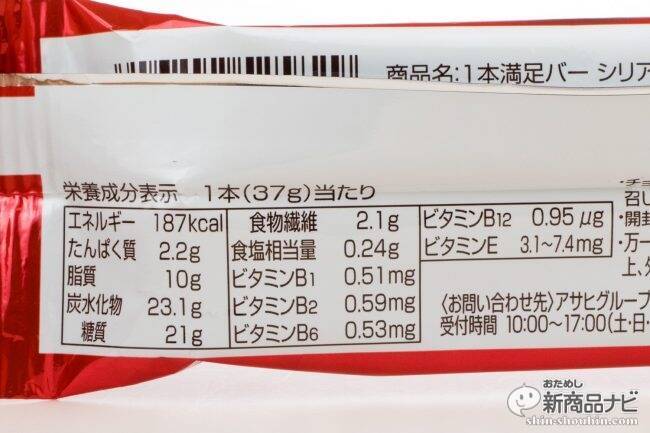 商品名：1本満足バー シリア
栄養成分表示 1本(37g)当たり
エネルギー 187kcal
たんぱく質 2.2g
脂質 10g
炭水化物 23.1g
糖質 21g
食物繊維 2.1g
食塩相当量 0.24g
ビタミンB1 0.51mg
ビタミンB2 0.59mg
ビタミンB6 0.53mg
ビタミンB12 0.95μg
ビタミンE 3.1~7.4mg
・チョ
召し
・開封
・万一
上、
〈お問い合わせ先〉アサヒグループ
受付時間 10:00~17:00(土・日・
おためし
新商品ナビ
shin-shouhin.com